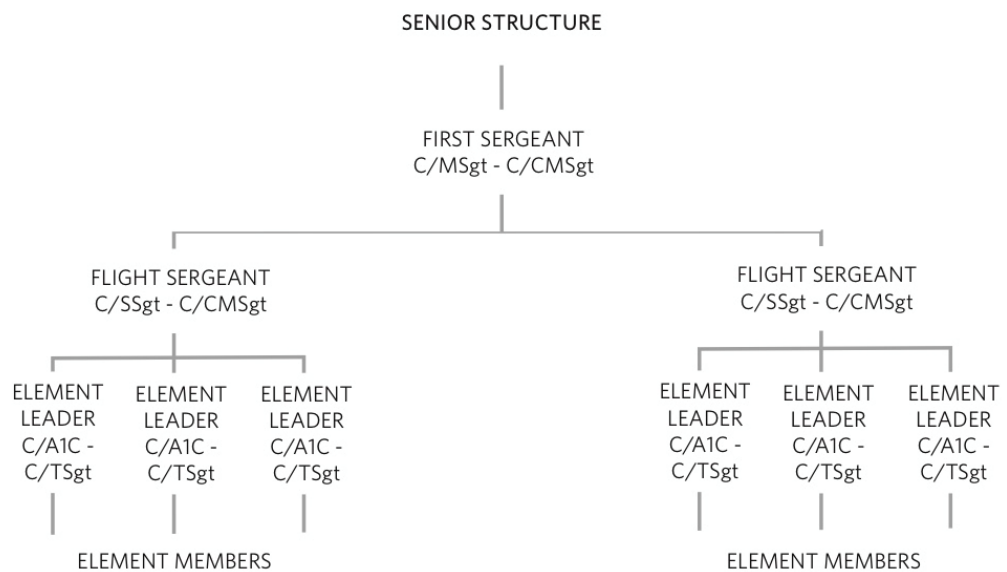 SENIOR STRUCTURE
FIRST SERGEANT
C/MSgt - C/CMSgt
FLIGHT SERGEANT
C/SSgt - C/CMSgt
FLIGHT SERGEANT
C/SSgt - C/CMSgt
ELEMENT
LEADER
C/A1C -
C/TSgt
ELEMENT
LEADER
C/A1C -
C/TSgt
ELEMENT
LEADER
C/A1C -
C/TSgt
ELEMENT
LEADER
C/A1C -
C/TSgt
ELEMENT
LEADER
C/A1C -
C/TSgt
ELEMENT
LEADER
C/A1C -
C/TSgt
ELEMENT MEMBERS
ELEMENT MEMBERS